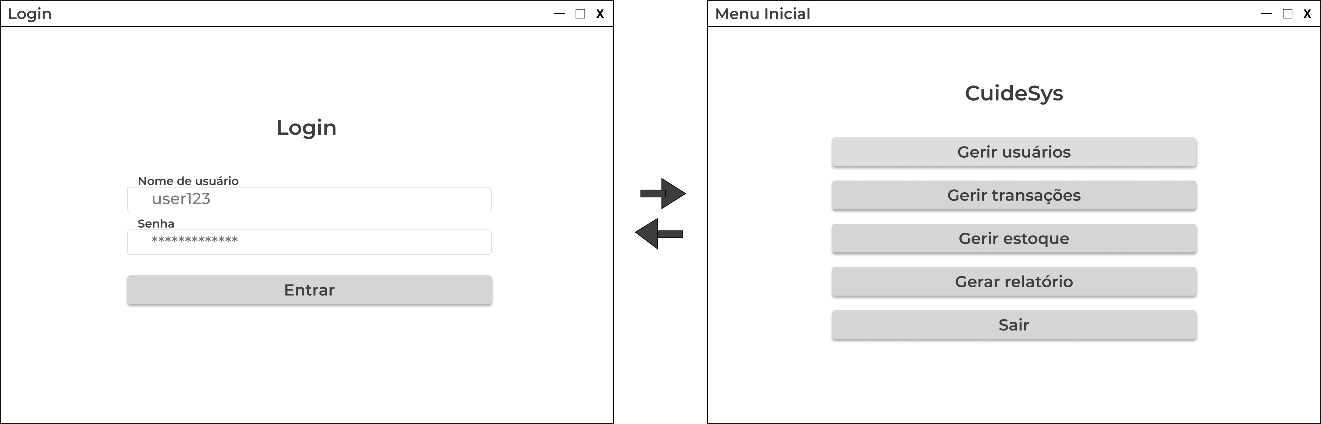 Login
X
Login
Nome de usuário
user123
Senha
*************
Entrar
Menu Inicial
X
CuideSys
Gerir usuários
Gerir transações
Gerir estoque
Gerar relatório
Sair